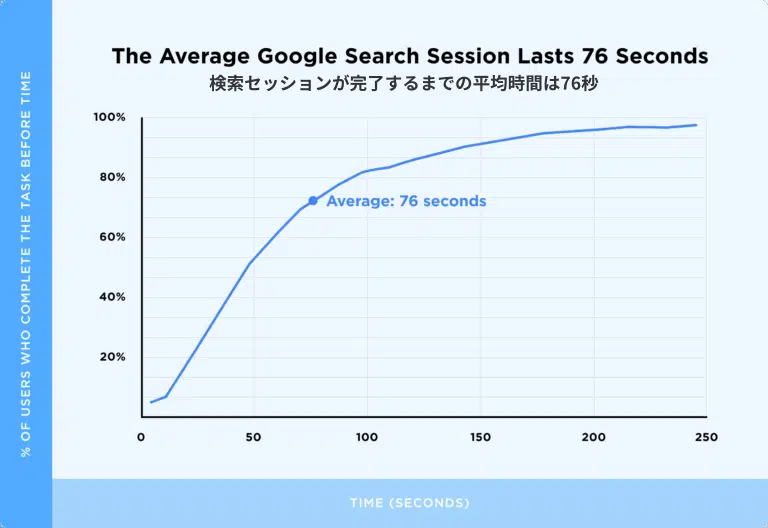 The Average Google Search Session Lasts 76 Seconds
検索セッションが完了するまでの平均時間は76秒
% OF USERS WHO COMPLETE THE TASK BEFORE TIME
100%
80%
60%
40%
20%
Average: 76 seconds
0
50
100
150
200
250
TIME (SECONDS)